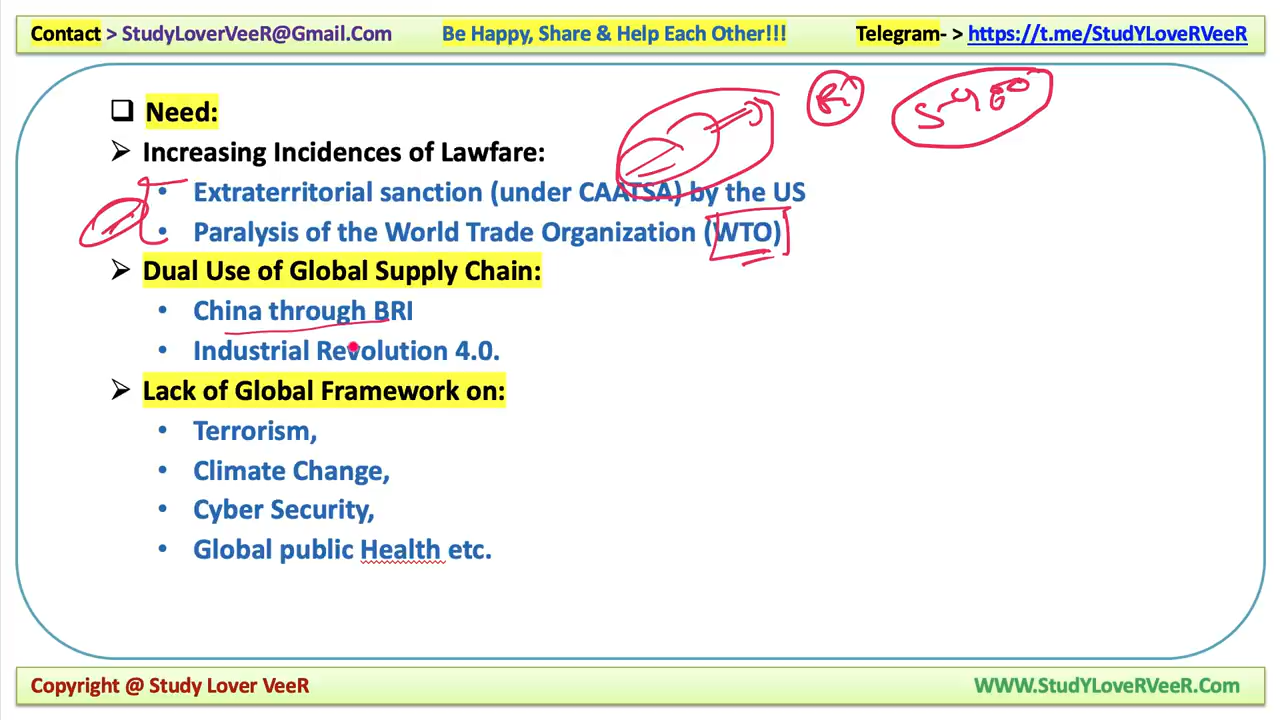 Contact > StudyLoverVeeR@Gmail.Com Be Happy, Share & Help Each Other!!! Telegram- > https://t.me/StudYLoveRVeeR
Need:
Increasing Incidences of Lawfare:
S-400
Extraterritorial sanction (under CAATSA) by the US
Paralysis of the World Trade Organization (WTO)
Dual Use of Global Supply Chain:
China through BRI
Industrial Revolution 4.0.
Lack of Global Framework on:
Terrorism,
Climate Change,
Cyber Security,
Global public Health etc.
Copyright @ Study Lover VeeR WWW.StudYLoveRVeeR.Com